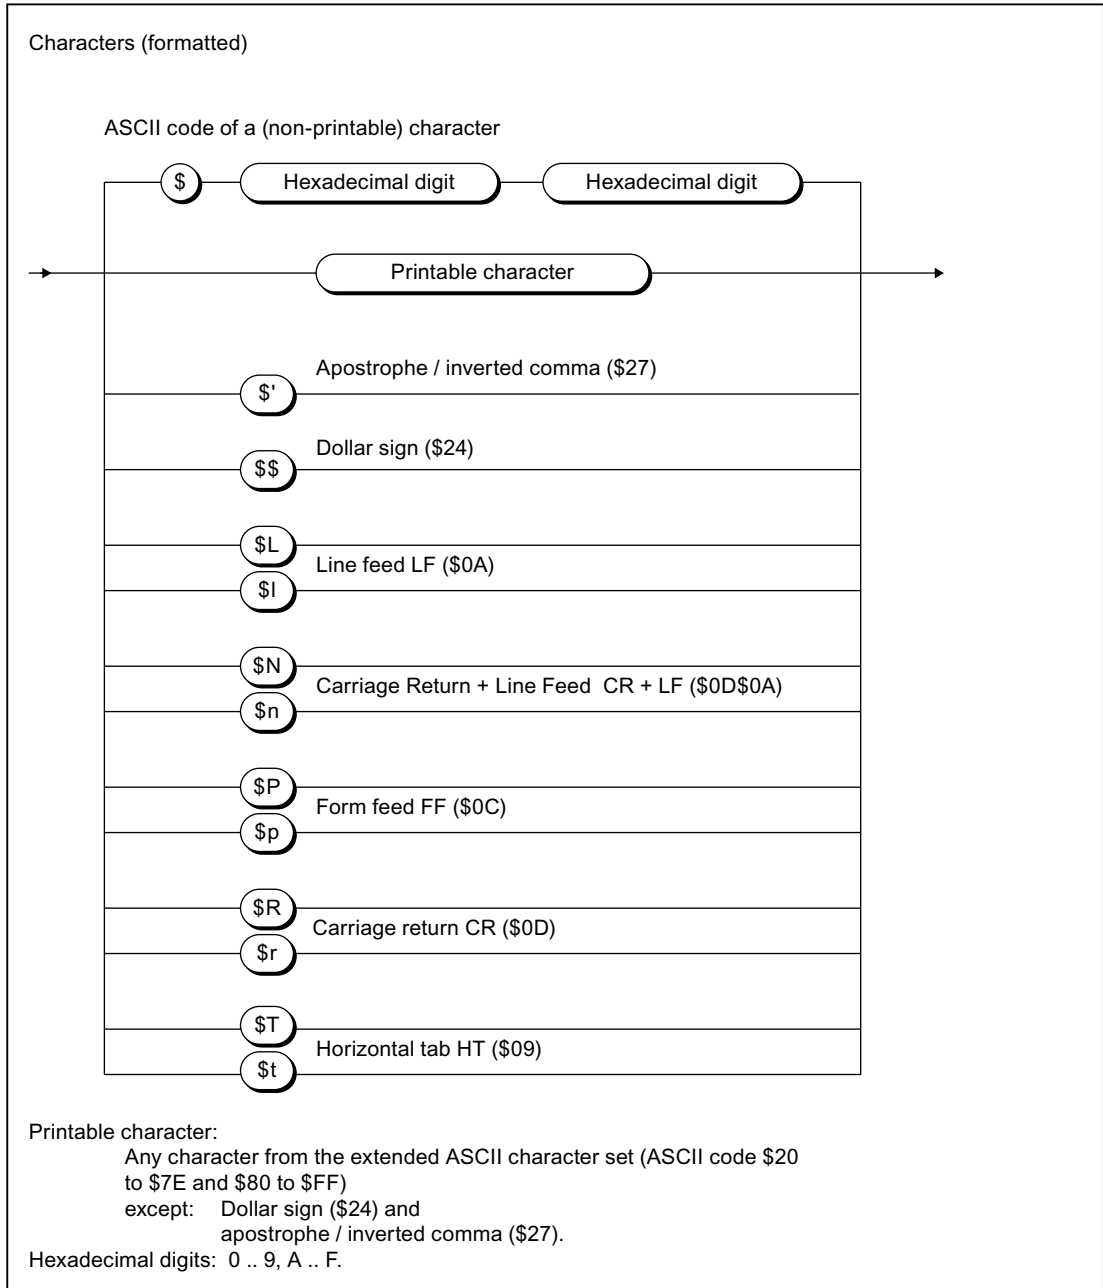 Characters (formatted)
ASCII code of a (non-printable) character
$ Hexadecimal digit Hexadecimal digit
Printable character
Apostrophe / inverted comma ($27)
$'
Dollar sign ($24)
$$
$L
Line feed LF ($0A)
$l
$N
Carriage Return + Line Feed CR + LF ($0D$0A)
$n
$P
Form feed FF ($0C)
$p
$R
Carriage return CR ($0D)
$r
$T
Horizontal tab HT ($09)
$t
Printable character:
Any character from the extended ASCII character set (ASCII code $20
to $7E and $80 to $FF)
except: Dollar sign ($24) and
apostrophe / inverted comma ($27).
Hexadecimal digits: 0 .. 9, A .. F.